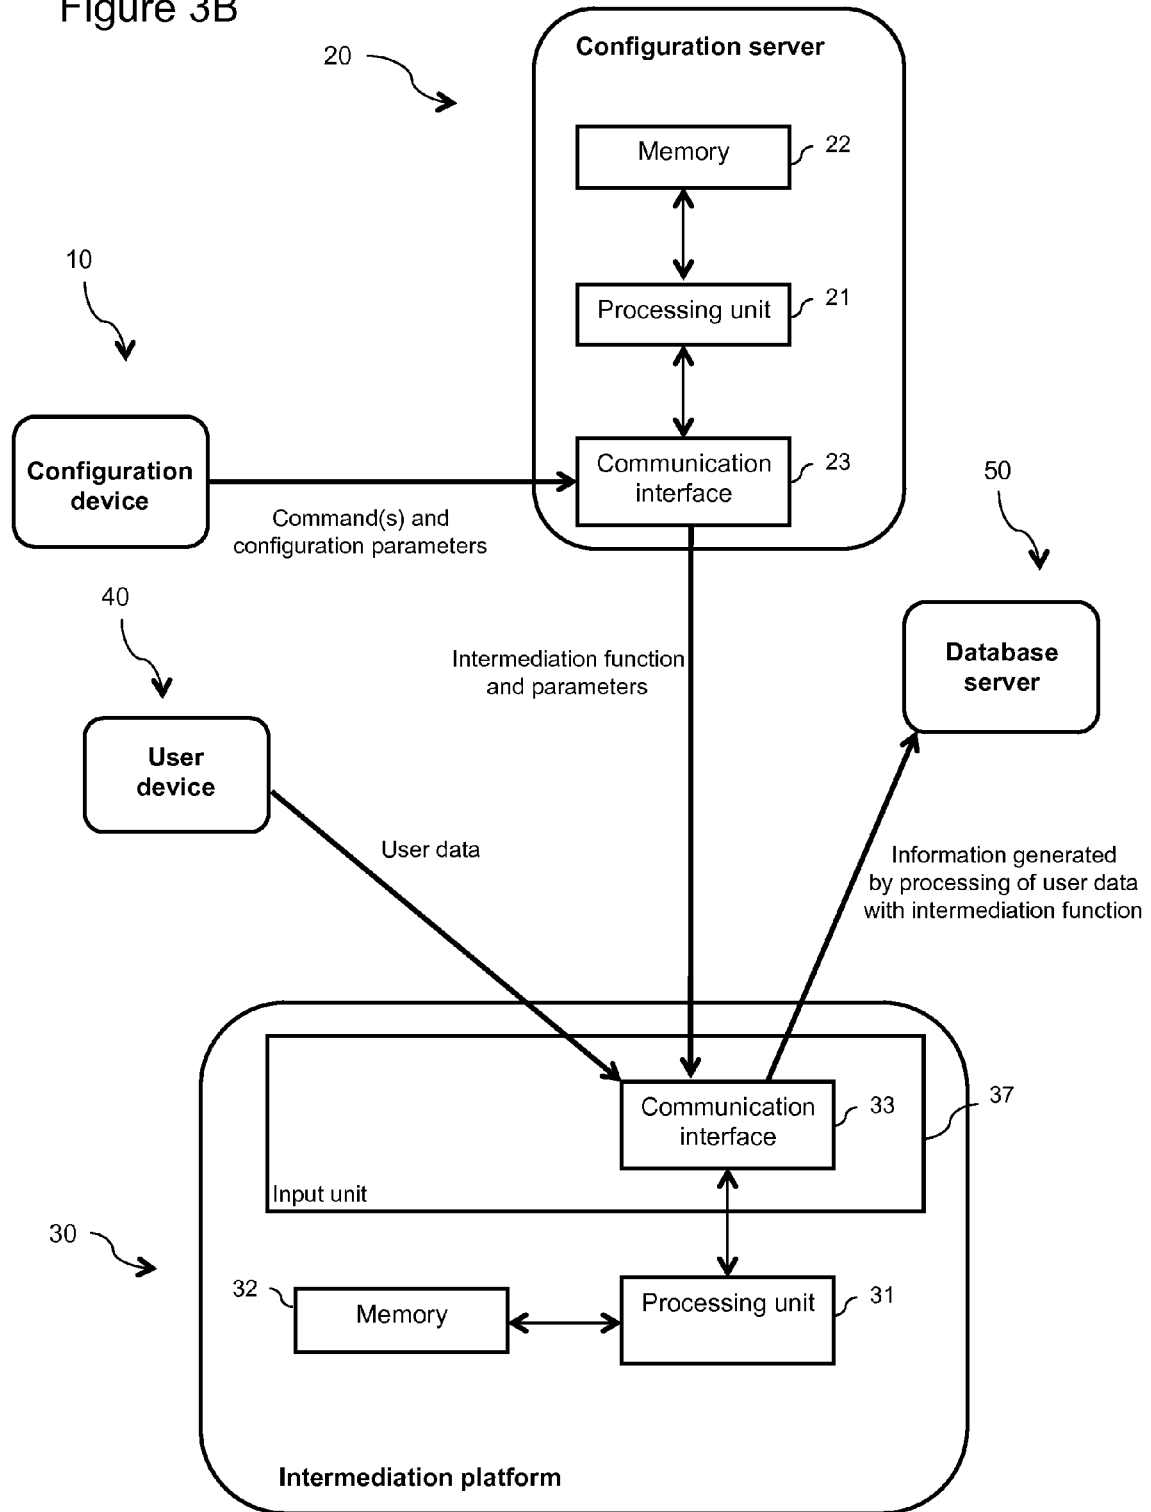 Figure 3B
20
Configuration server
Memory
22
10
Processing unit
21
Configuration
device
Communication
interface
23
50
Command(s) and
configuration parameters
40
Intermediation function
and parameters
Database
server
User
device
User data
Information generated
by processing of user data
with intermediation function
Communication
interface
33
37
Input unit
30
32
Memory
Processing unit
31
Intermediation platform